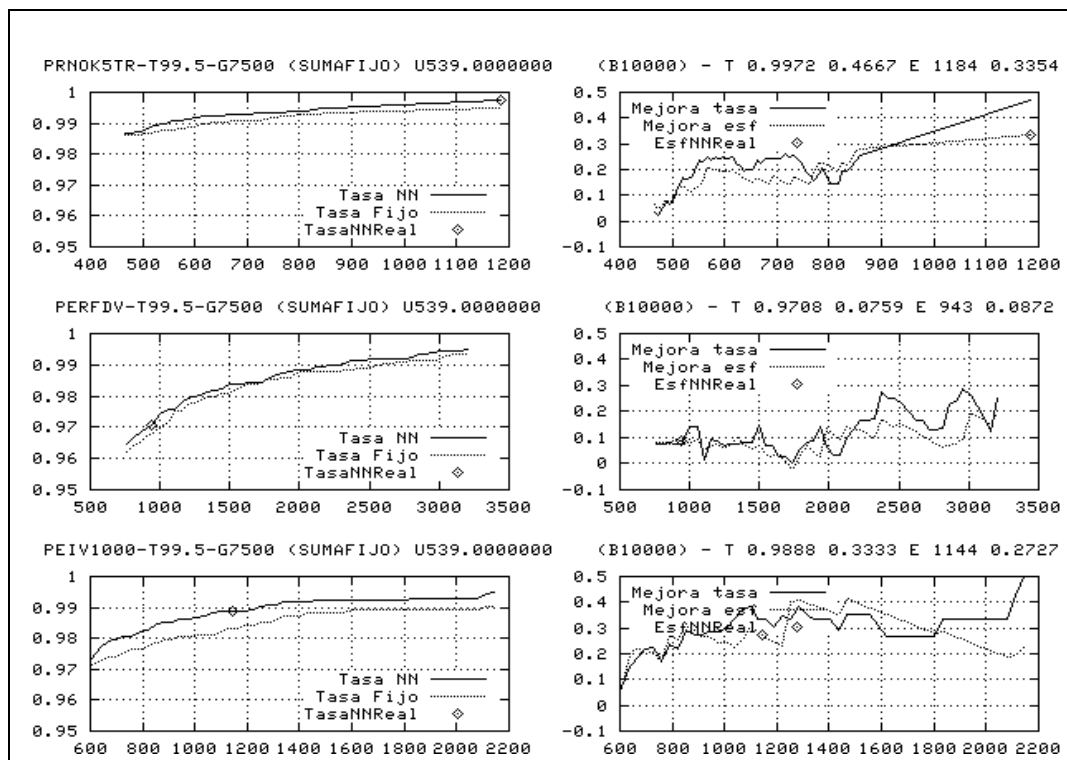 PRNOK5TR-T99.5-G7500 (SUMAFIJO) U539.0000000
1
0.99
0.98
0.97
0.96
0.95
Tasa NN
Tasa Fijo
TasaNNReal
400 500 600 700 800 900 1000 1100 1200
(B10000) - T 0.9972 0.4667 E 1184 0.3354
0.5
0.4
0.3
0.2
0.1
0
-0.1
Mejora tasa
Mejora esf
EsfNNReal
400 500 600 700 800 900 1000 1100 1200
PERFDV-T99.5-G7500 (SUMAFIJO) U539.0000000
1
0.99
0.98
0.97
0.96
0.95
Tasa NN
Tasa Fijo
TasaNNReal
500 1000 1500 2000 2500 3000 3500
(B10000) - T 0.9708 0.0759 E 943 0.0872
0.5
0.4
0.3
0.2
0.1
0
-0.1
Mejora tasa
Mejora esf
EsfNNReal
500 1000 1500 2000 2500 3000 3500
PEIV1000-T99.5-G7500 (SUMAFIJO) U539.0000000
1
0.99
0.98
0.97
0.96
0.95
Tasa NN
Tasa Fijo
TasaNNReal
600 800 1000 1200 1400 1600 1800 2000 2200
(B10000) - T 0.9888 0.3333 E 1144 0.2727
0.5
0.4
0.3
0.2
0.1
0
-0.1
Mejora tasa
Mejora esf
EsfNNReal
600 800 1000 1200 1400 1600 1800 2000 2200